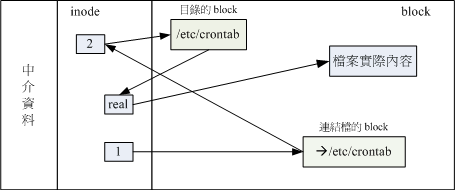 inode
目錄的 block
block
2
/etc/crontab
檔案實際內容
中介資料
real
連結檔的 block
1
→/etc/crontab